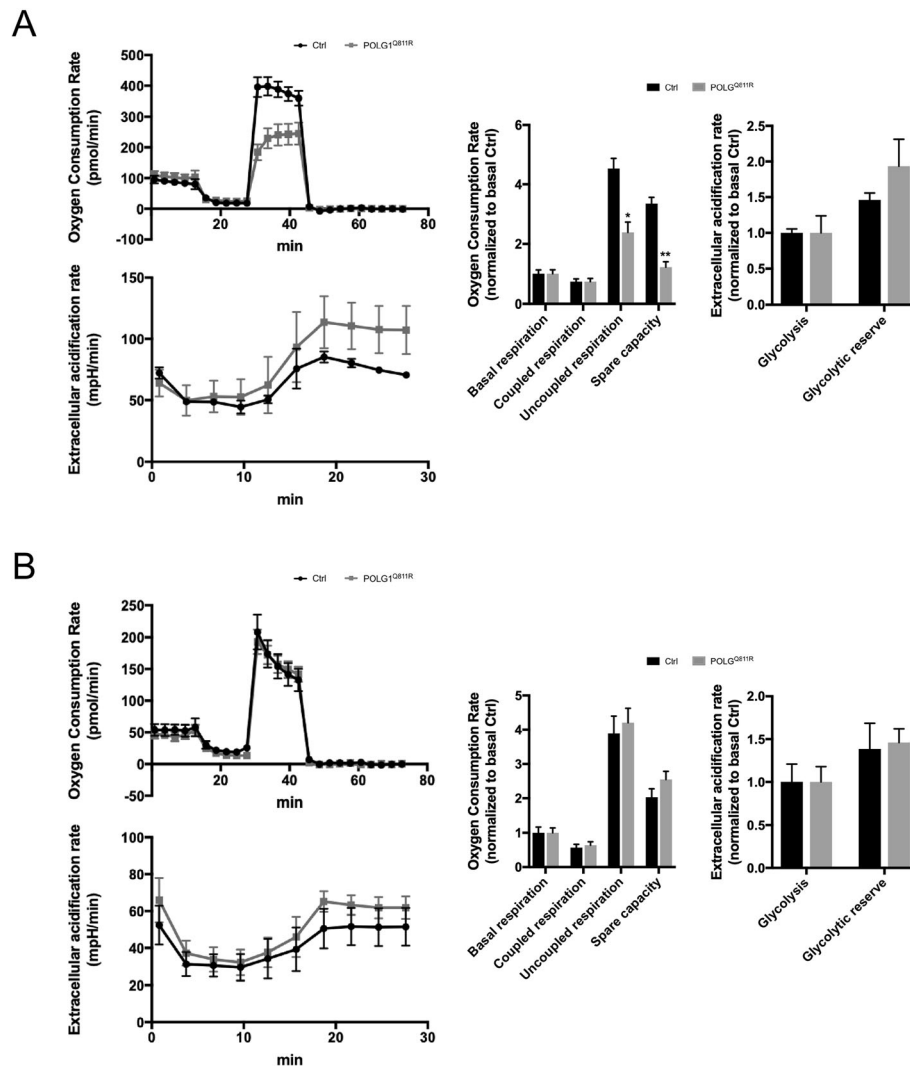 A
Ctrl POLG1Q811R
Oxygen Consumption Rate
(pmol/min)
500
400
300
200
100
0
-100
0 20 40 60 80
min
Extracellular acidification rate
(mpH/min)
150
100
50
0
0 10 20 30
min
Ctrl POLGQ811R
Oxygen Consumption Rate
(normalized to basal Ctrl)
6
4
2
0
*
**
Basal respiration
Coupled respiration
Uncoupled respiration
Spare capacity
Extracellular acidification rate
(normalized to basal Ctrl)
2.5
2.0
1.5
1.0
0.5
0.0
Glycolysis
Glycolytic reserve
B
Ctrl POLG1Q811R
Oxygen Consumption Rate
(pmol/min)
250
200
150
100
50
0
-50
0 20 40 60 80
min
Extracellular acidification rate
(mpH/min)
100
80
60
40
20
0
0 10 20 30
min
Ctrl POLGQ811R
Oxygen Consumption Rate
(normalized to basal Ctrl)
5
4
3
2
1
0
Basal respiration
Coupled respiration
Uncoupled respiration
Spare capacity
Extracellular acidification rate
(normalized to basal Ctrl)
2.0
1.5
1.0
0.5
0.0
Glycolysis
Glycolytic reserve